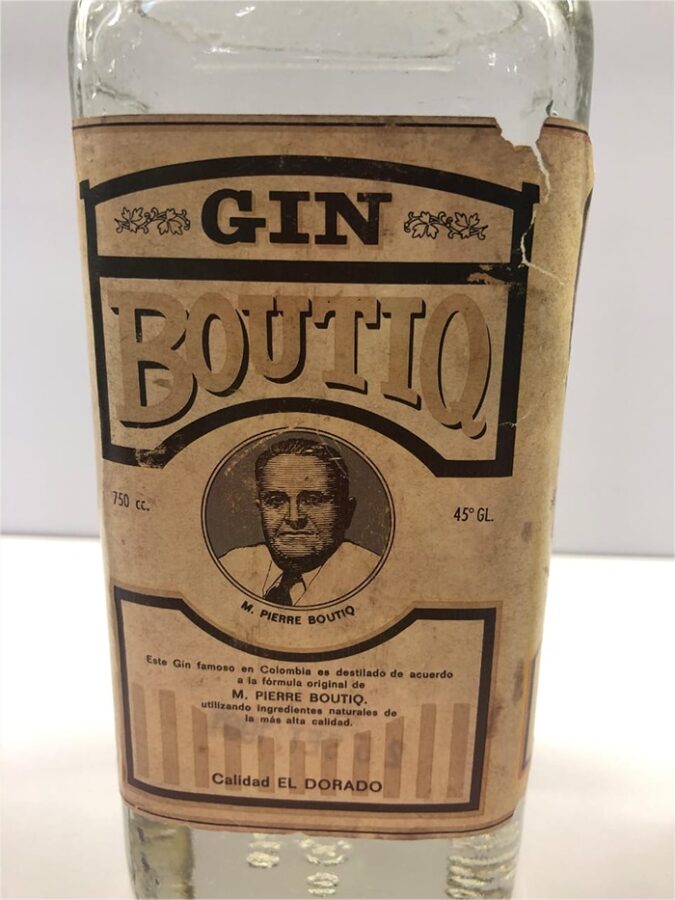 GIN
BOUTIQ
750 cc.
45° GL.
M. PIERRE BOUTIQ
Este Gin famoso en Colombia es destilado de acuerdo
a la fórmula original de
M. PIERRE BOUTIQ.
utilizando ingredientes naturales de
la más alta calidad.
Calidad EL DORADO